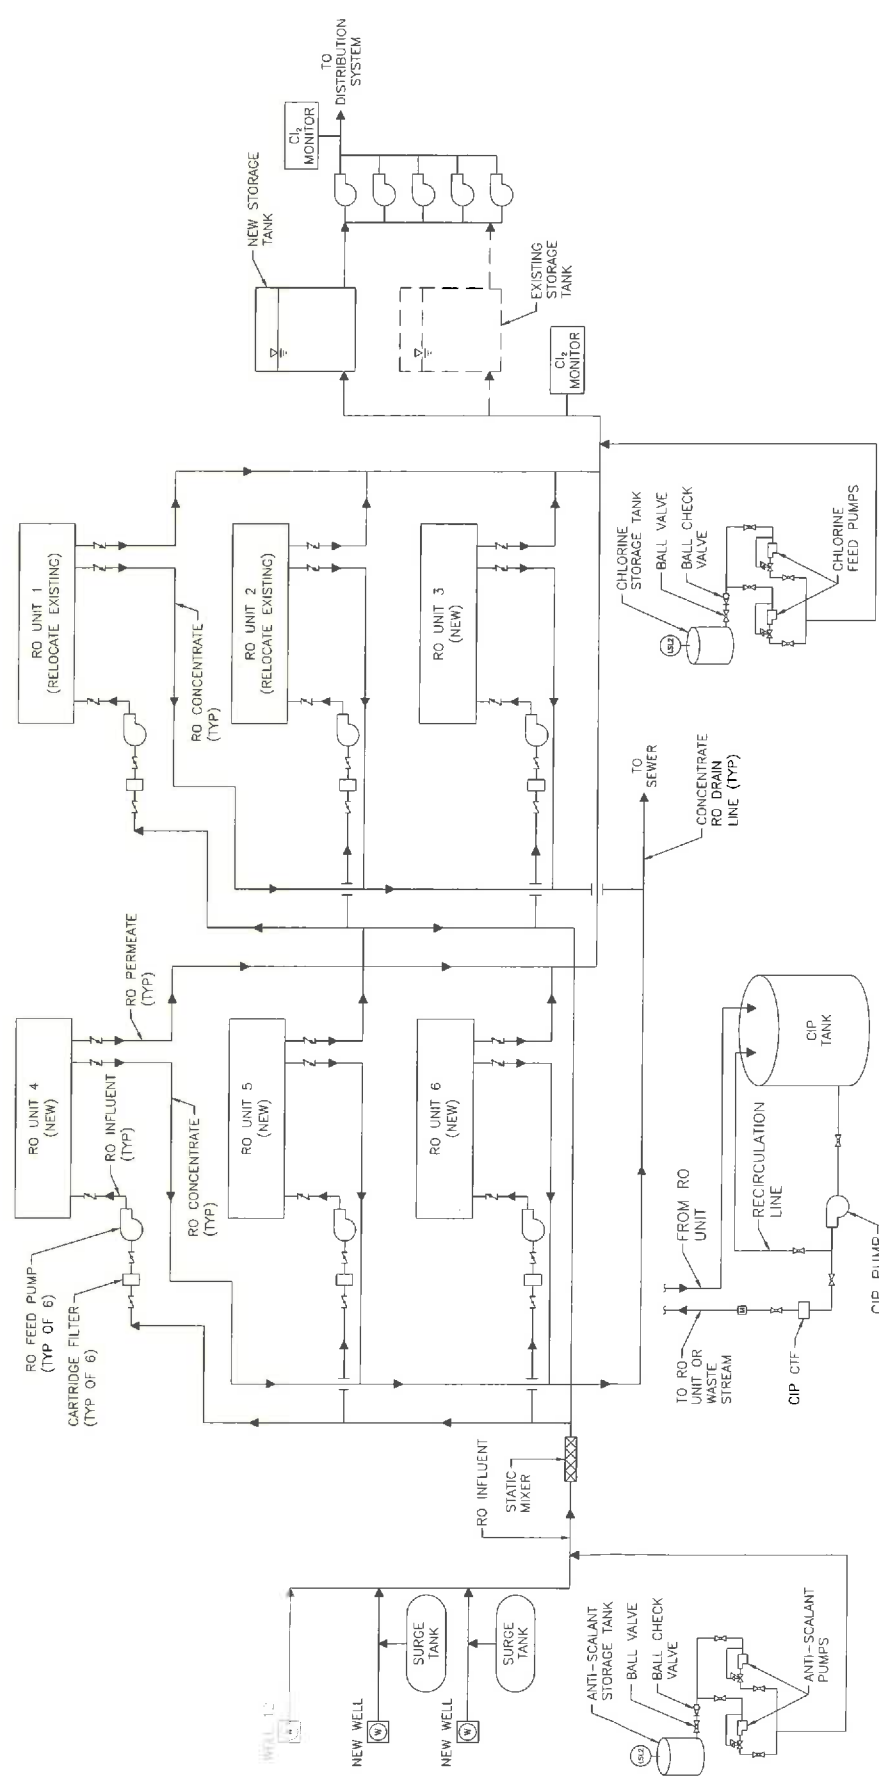 WELL 12
NEW WELL
NEW WELL
W
W
SURGE
TANK
SURGE
TANK
ANTI-SCALANT
STORAGE TANK
BALL VALVE
BALL CHECK
VALVE
LSL2
ANTI-SCALANT
PUMPS
RO INFLUENT
STATIC
MIXER
RO FEED PUMP
(TYP OF 6)
CARTRIDGE FILTER
(TYP OF 6)
RO UNIT 4
(NEW)
RO INFLUENT
(TYP)
RO CONCENTRATE
(TYP)
RO PERMEATE
(TYP)
RO UNIT 5
(NEW)
RO UNIT 6
(NEW)
TO RO
UNIT OR
WASTE
STREAM
FROM RO
UNIT
RECIRCULATION
LINE
M
CIP CTF
CIP PUMP
CIP
TANK
RO UNIT 1
(RELOCATE EXISTING)
RO CONCENTRATE
(TYP)
RO UNIT 2
(RELOCATE EXISTING)
RO UNIT 3
(NEW)
TO
SEWER
CONCENTRATE
RO DRAIN
LINE (TYP)
CHLORINE
STORAGE TANK
BALL VALVE
BALL CHECK
VALVE
LSL2
CHLORINE
FEED PUMPS
NEW STORAGE
TANK
EXISTING
STORAGE
TANK
Cl₂
MONITOR
Cl₂
MONITOR
TO
DISTRIBUTION
SYSTEM